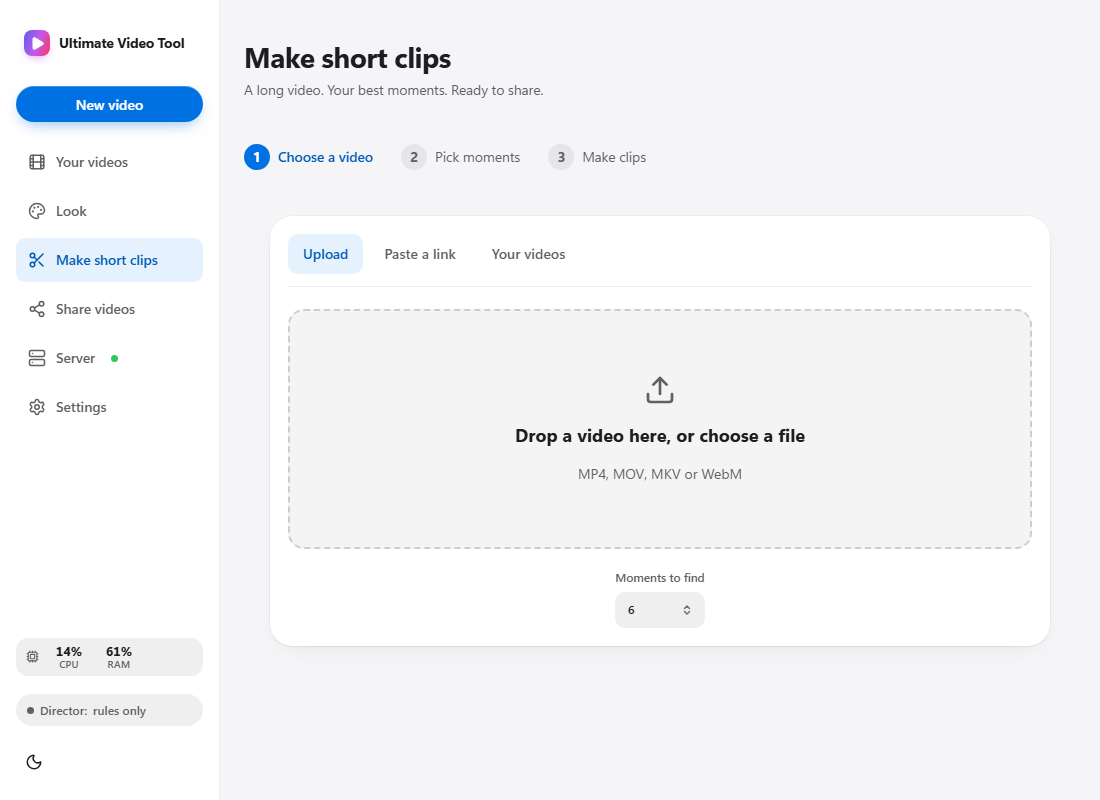 Ultimate Video Tool
New video
Your videos
Look
Make short clips
Share videos
Server
Settings
14% 61%
CPU RAM
Director: rules only
Make short clips
A long video. Your best moments. Ready to share.
1 Choose a video 2 Pick moments 3 Make clips
Upload Paste a link Your videos
Drop a video here, or choose a file
MP4, MOV, MKV or WebM
Moments to find
6